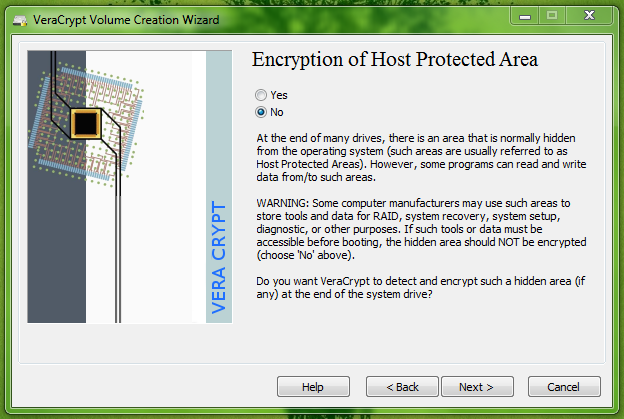 VeraCrypt Volume Creation Wizard
Encryption of Host Protected Area
Yes
No
At the end of many drives, there is an area that is normally hidden
from the operating system (such areas are usually referred to as
Host Protected Areas). However, some programs can read and write
data from/to such areas.
WARNING: Some computer manufacturers may use such areas to
store tools and data for RAID, system recovery, system setup,
diagnostic, or other purposes. If such tools or data must be
accessible before booting, the hidden area should NOT be encrypted
(choose 'No' above).
Do you want VeraCrypt to detect and encrypt such a hidden area (if
any) at the end of the system drive?
VERA CRYPT
Help
< Back
Next >
Cancel